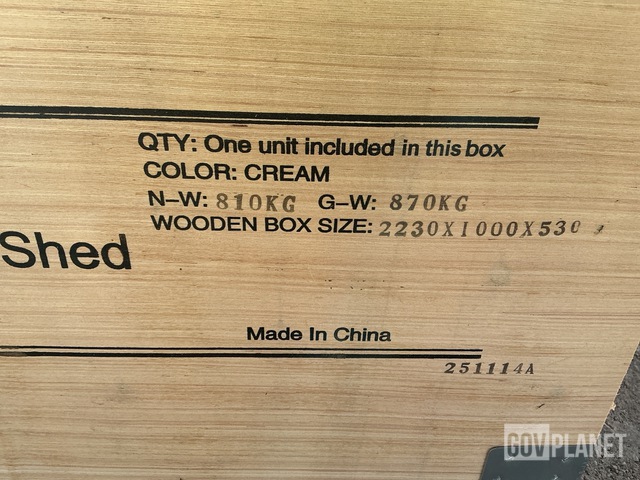 QTY: One unit included in this box
COLOR: CREAM
N-W: 810KG G-W: 870KG
WOODEN BOX SIZE: 2230X1000X530
Shed
Made In China
251114A
GOVPLANET